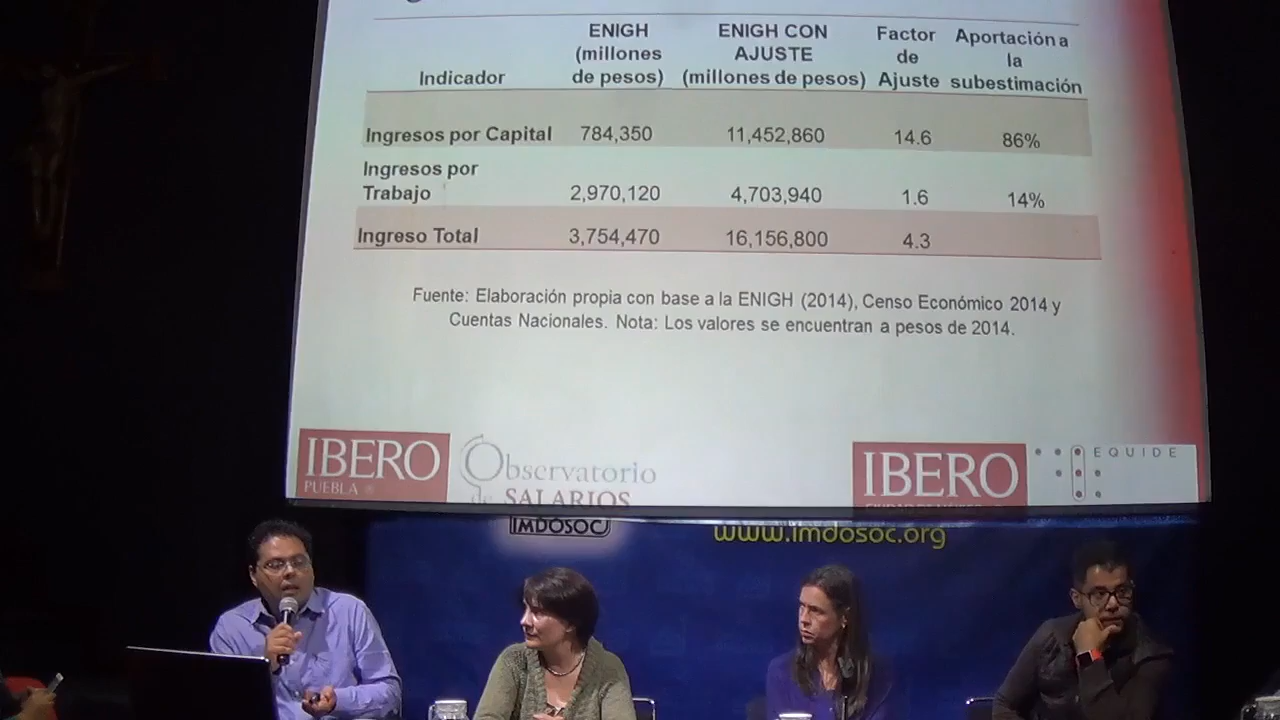 Indicador ENIGH (millones de pesos) ENIGH CON AJUSTE (millones de pesos) Factor de Ajuste Aportación a la subestimación
Ingresos por Capital 784,350 11,452,860 14.6 86%
Ingresos por Trabajo 2,970,120 4,703,940 1.6 14%
Ingreso Total 3,754,470 16,156,800 4.3
Fuente: Elaboración propia con base a la ENIGH (2014), Censo Económico 2014 y
Cuentas Nacionales. Nota: Los valores se encuentran a pesos de 2014.
IBERO
PUEBLA ®
Observatorio
de SALARIOS
IBERO
EQUIDE
IMDOSOC
www.imdosoc.org